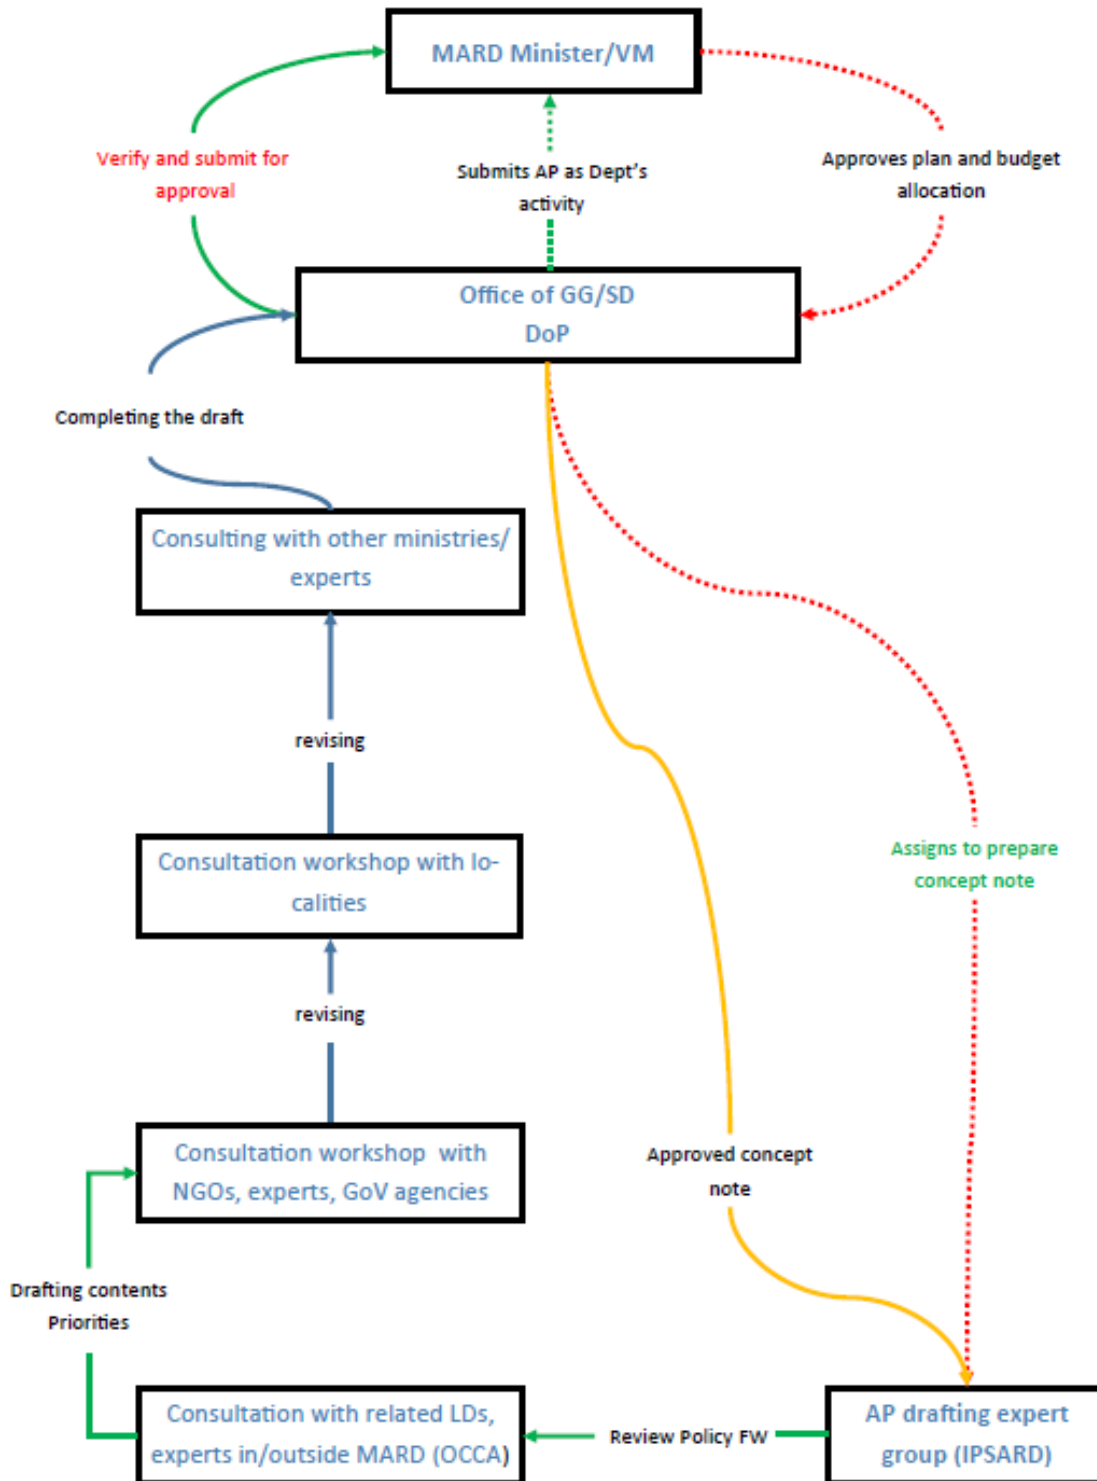 MARD Minister/VM
Verify and submit for
approval
Submits AP as Dept's
activity
Approves plan and budget
allocation
Office of GG/SD
DoP
Completing the draft
Consulting with other ministries/
experts
revising
Consultation workshop with lo-
calities
Assigns to prepare
concept note
revising
Consultation workshop with
NGOs, experts, GoV agencies
Approved concept
note
Drafting contents
Priorities
Consultation with related LDs,
experts in/outside MARD (OCCA)
Review Policy FW
AP drafting expert
group (IPSARD)